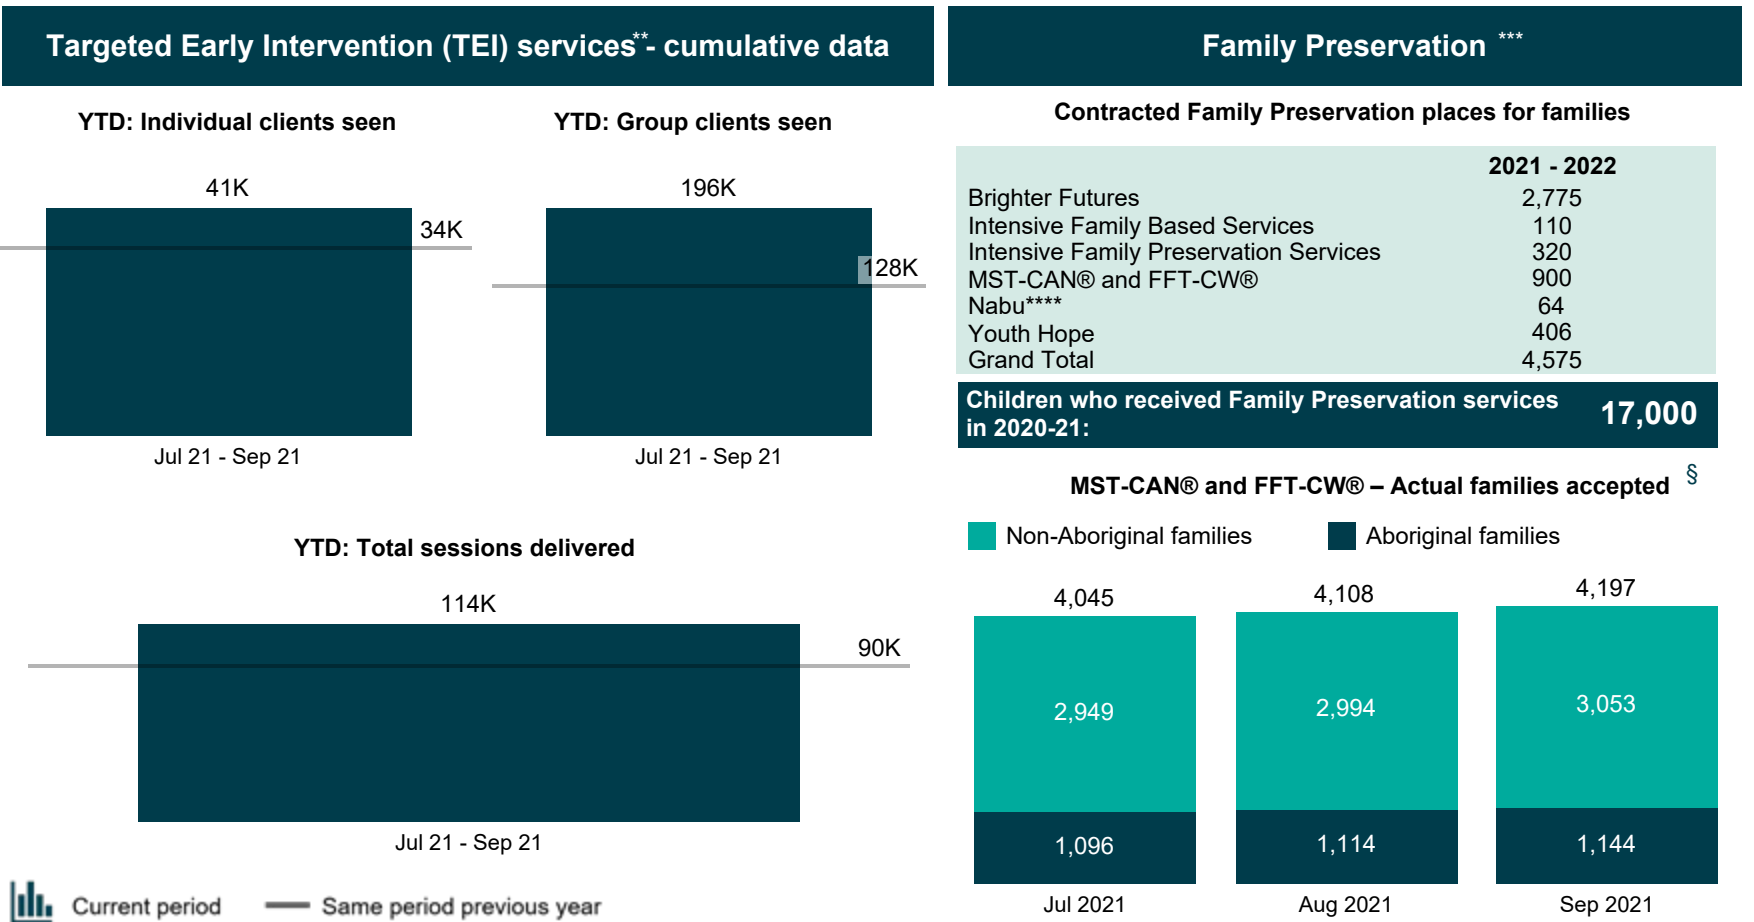 Targeted Early Intervention (TEI) services**- cumulative data
YTD: Individual clients seen
41K
34K
Jul 21 - Sep 21
YTD: Group clients seen
196K
128K
Jul 21 - Sep 21
YTD: Total sessions delivered
114K
90K
Jul 21 - Sep 21
Current period
Same period previous year
Family Preservation ***
Contracted Family Preservation places for families
2021 - 2022
Brighter Futures 2,775
Intensive Family Based Services 110
Intensive Family Preservation Services 320
MST-CAN® and FFT-CW® 900
Nabu**** 64
Youth Hope 406
Grand Total 4,575
Children who received Family Preservation services
in 2020-21:
17,000
MST-CAN® and FFT-CW® – Actual families accepted §
Non-Aboriginal families
Aboriginal families
4,045
4,108
4,197
2,949
2,994
3,053
1,096
1,114
1,144
Jul 2021
Aug 2021
Sep 2021